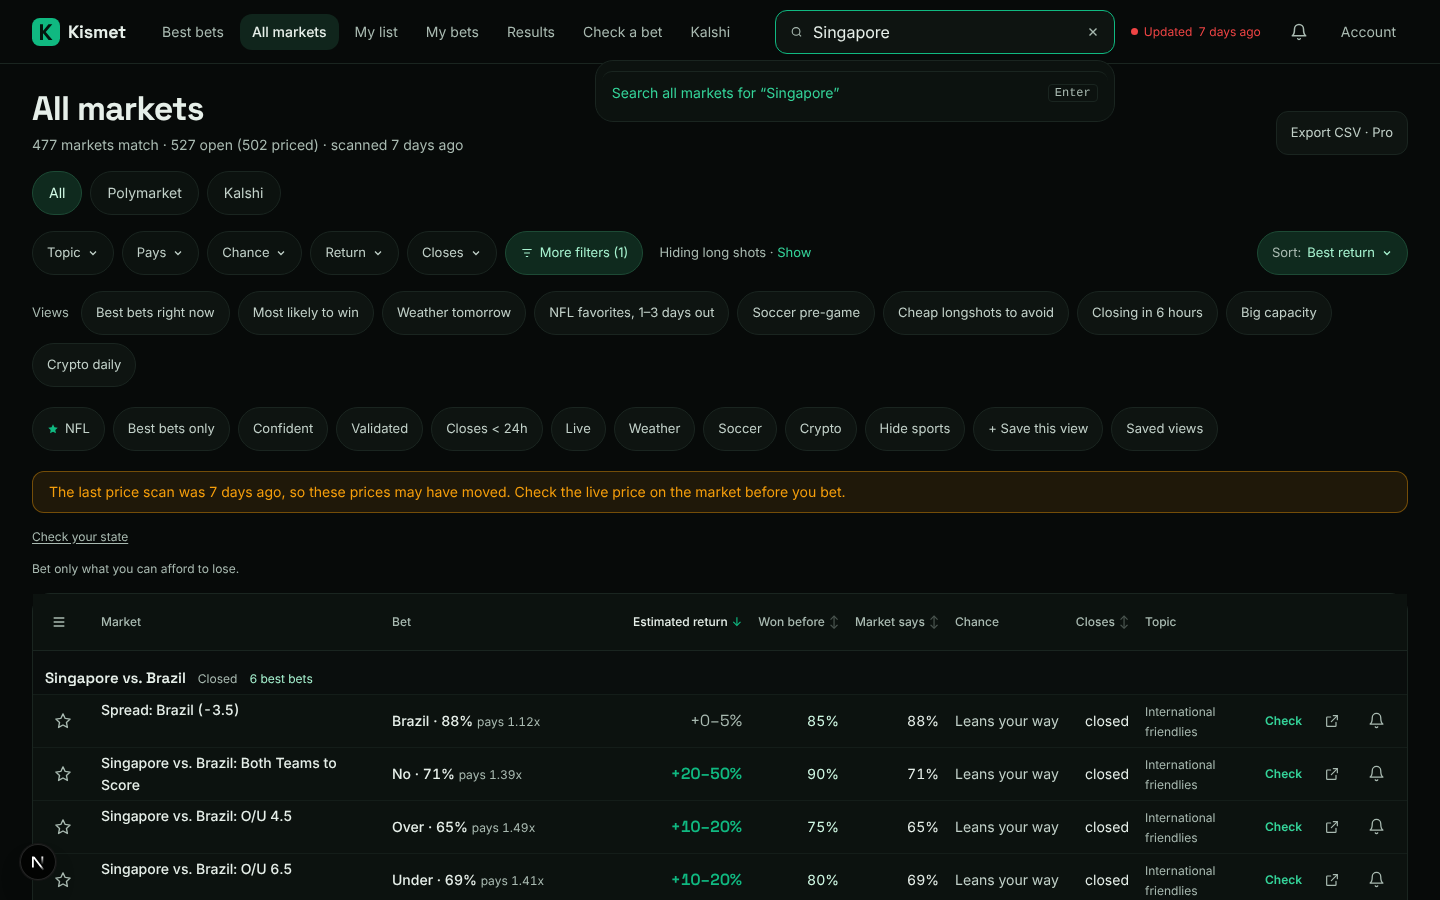 K Kismet Best bets All markets My list My bets Results Check a bet Kalshi Singapore Updated 7 days ago Account
Search all markets for “Singapore” Enter
All markets
477 markets match · 527 open (502 priced) · scanned 7 days ago
Export CSV · Pro
All Polymarket Kalshi
Topic Pays Chance Return Closes More filters (1) Hiding long shots · Show Sort: Best return
Views Best bets right now Most likely to win Weather tomorrow NFL favorites, 1–3 days out Soccer pre-game Cheap longshots to avoid Closing in 6 hours Big capacity
Crypto daily
NFL Best bets only Confident Validated Closes < 24h Live Weather Soccer Crypto Hide sports + Save this view Saved views
The last price scan was 7 days ago, so these prices may have moved. Check the live price on the market before you bet.
Check your state
Bet only what you can afford to lose.
Market Bet Estimated return Won before Market says Chance Closes Topic
Singapore vs. Brazil Closed 6 best bets
Spread: Brazil (-3.5) Brazil · 88% pays 1.12x +0–5% 85% 88% Leans your way closed International friendlies Check
Singapore vs. Brazil: Both Teams to Score No · 71% pays 1.39x +20–50% 90% 71% Leans your way closed International friendlies Check
Singapore vs. Brazil: O/U 4.5 Over · 65% pays 1.49x +10–20% 75% 65% Leans your way closed International friendlies Check
Singapore vs. Brazil: O/U 6.5 Under · 69% pays 1.41x +10–20% 80% 69% Leans your way closed International friendlies Check
N